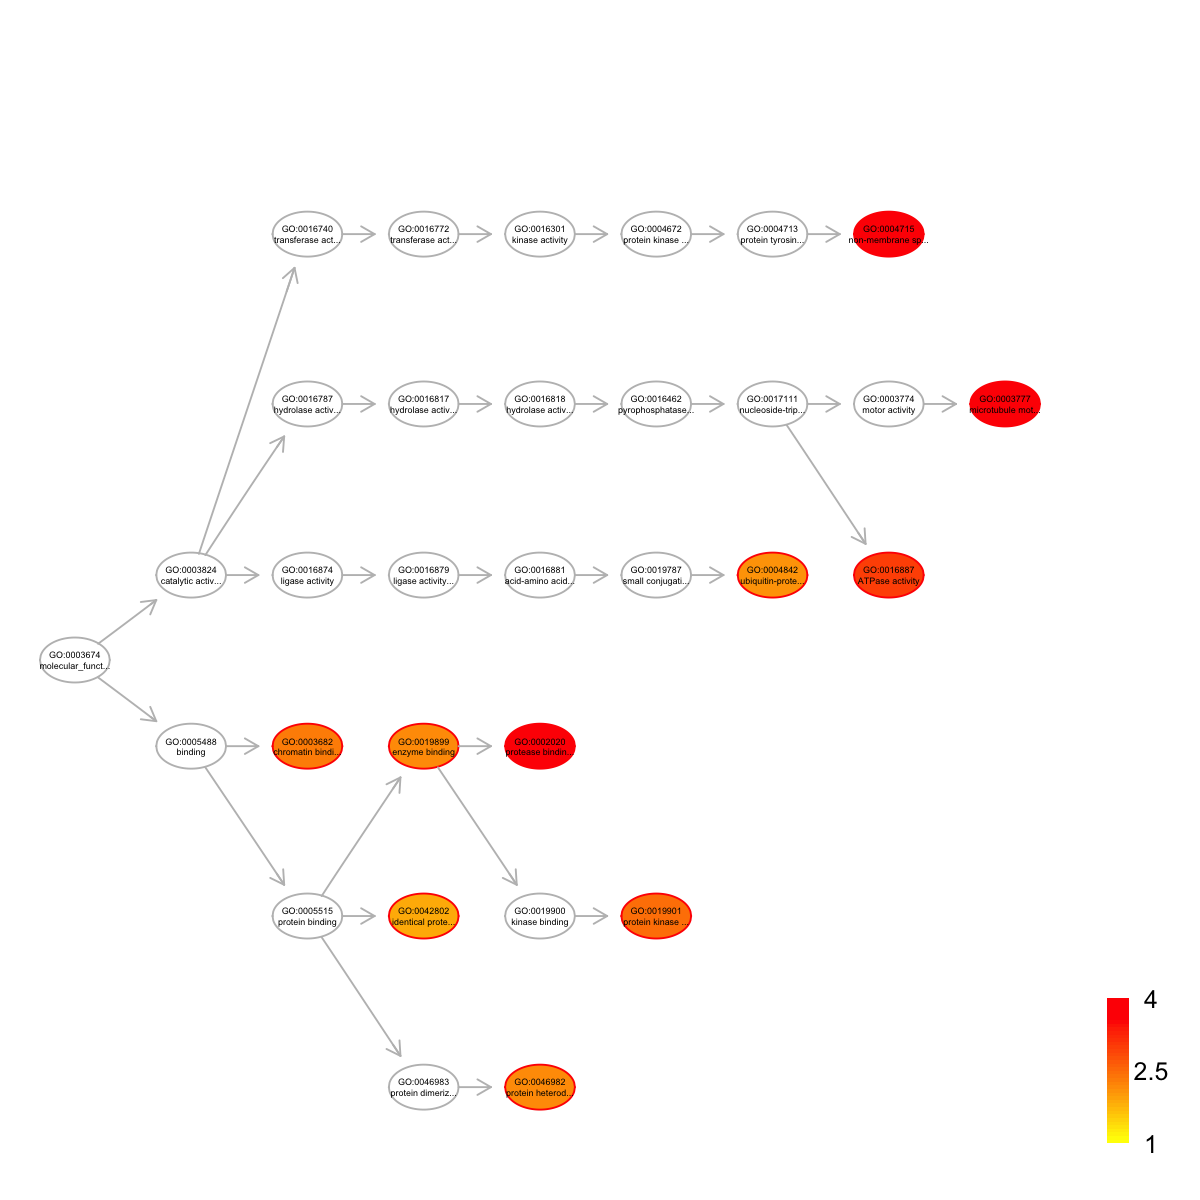 GO:0016740
transferase act...
GO:0016772
transferase act...
GO:0016301
kinase activity
GO:0004672
protein kinase ...
GO:0004713
protein tyrosin...
GO:0004715
non-membrane sp...
GO:0016787
hydrolase activ...
GO:0016817
hydrolase activ...
GO:0016818
hydrolase activ...
GO:0016462
pyrophosphatase...
GO:0017111
nucleoside-trip...
GO:0003774
motor activity
GO:0003777
microtubule mot...
GO:0003824
catalytic activ...
GO:0016874
ligase activity
GO:0016879
ligase activity...
GO:0016881
acid-amino acid...
GO:0019787
small conjugati...
GO:0004842
ubiquitin-prote...
GO:0016887
ATPase activity
GO:0003674
molecular_funct...
GO:0005488
binding
GO:0003682
chromatin bindi...
GO:0019899
enzyme binding
GO:0002020
protease bindin...
GO:0005515
protein binding
GO:0042802
identical prote...
GO:0019900
kinase binding
GO:0019901
protein kinase ...
GO:0046983
protein dimeriz...
GO:0046982
protein heterod...
4
2.5
1